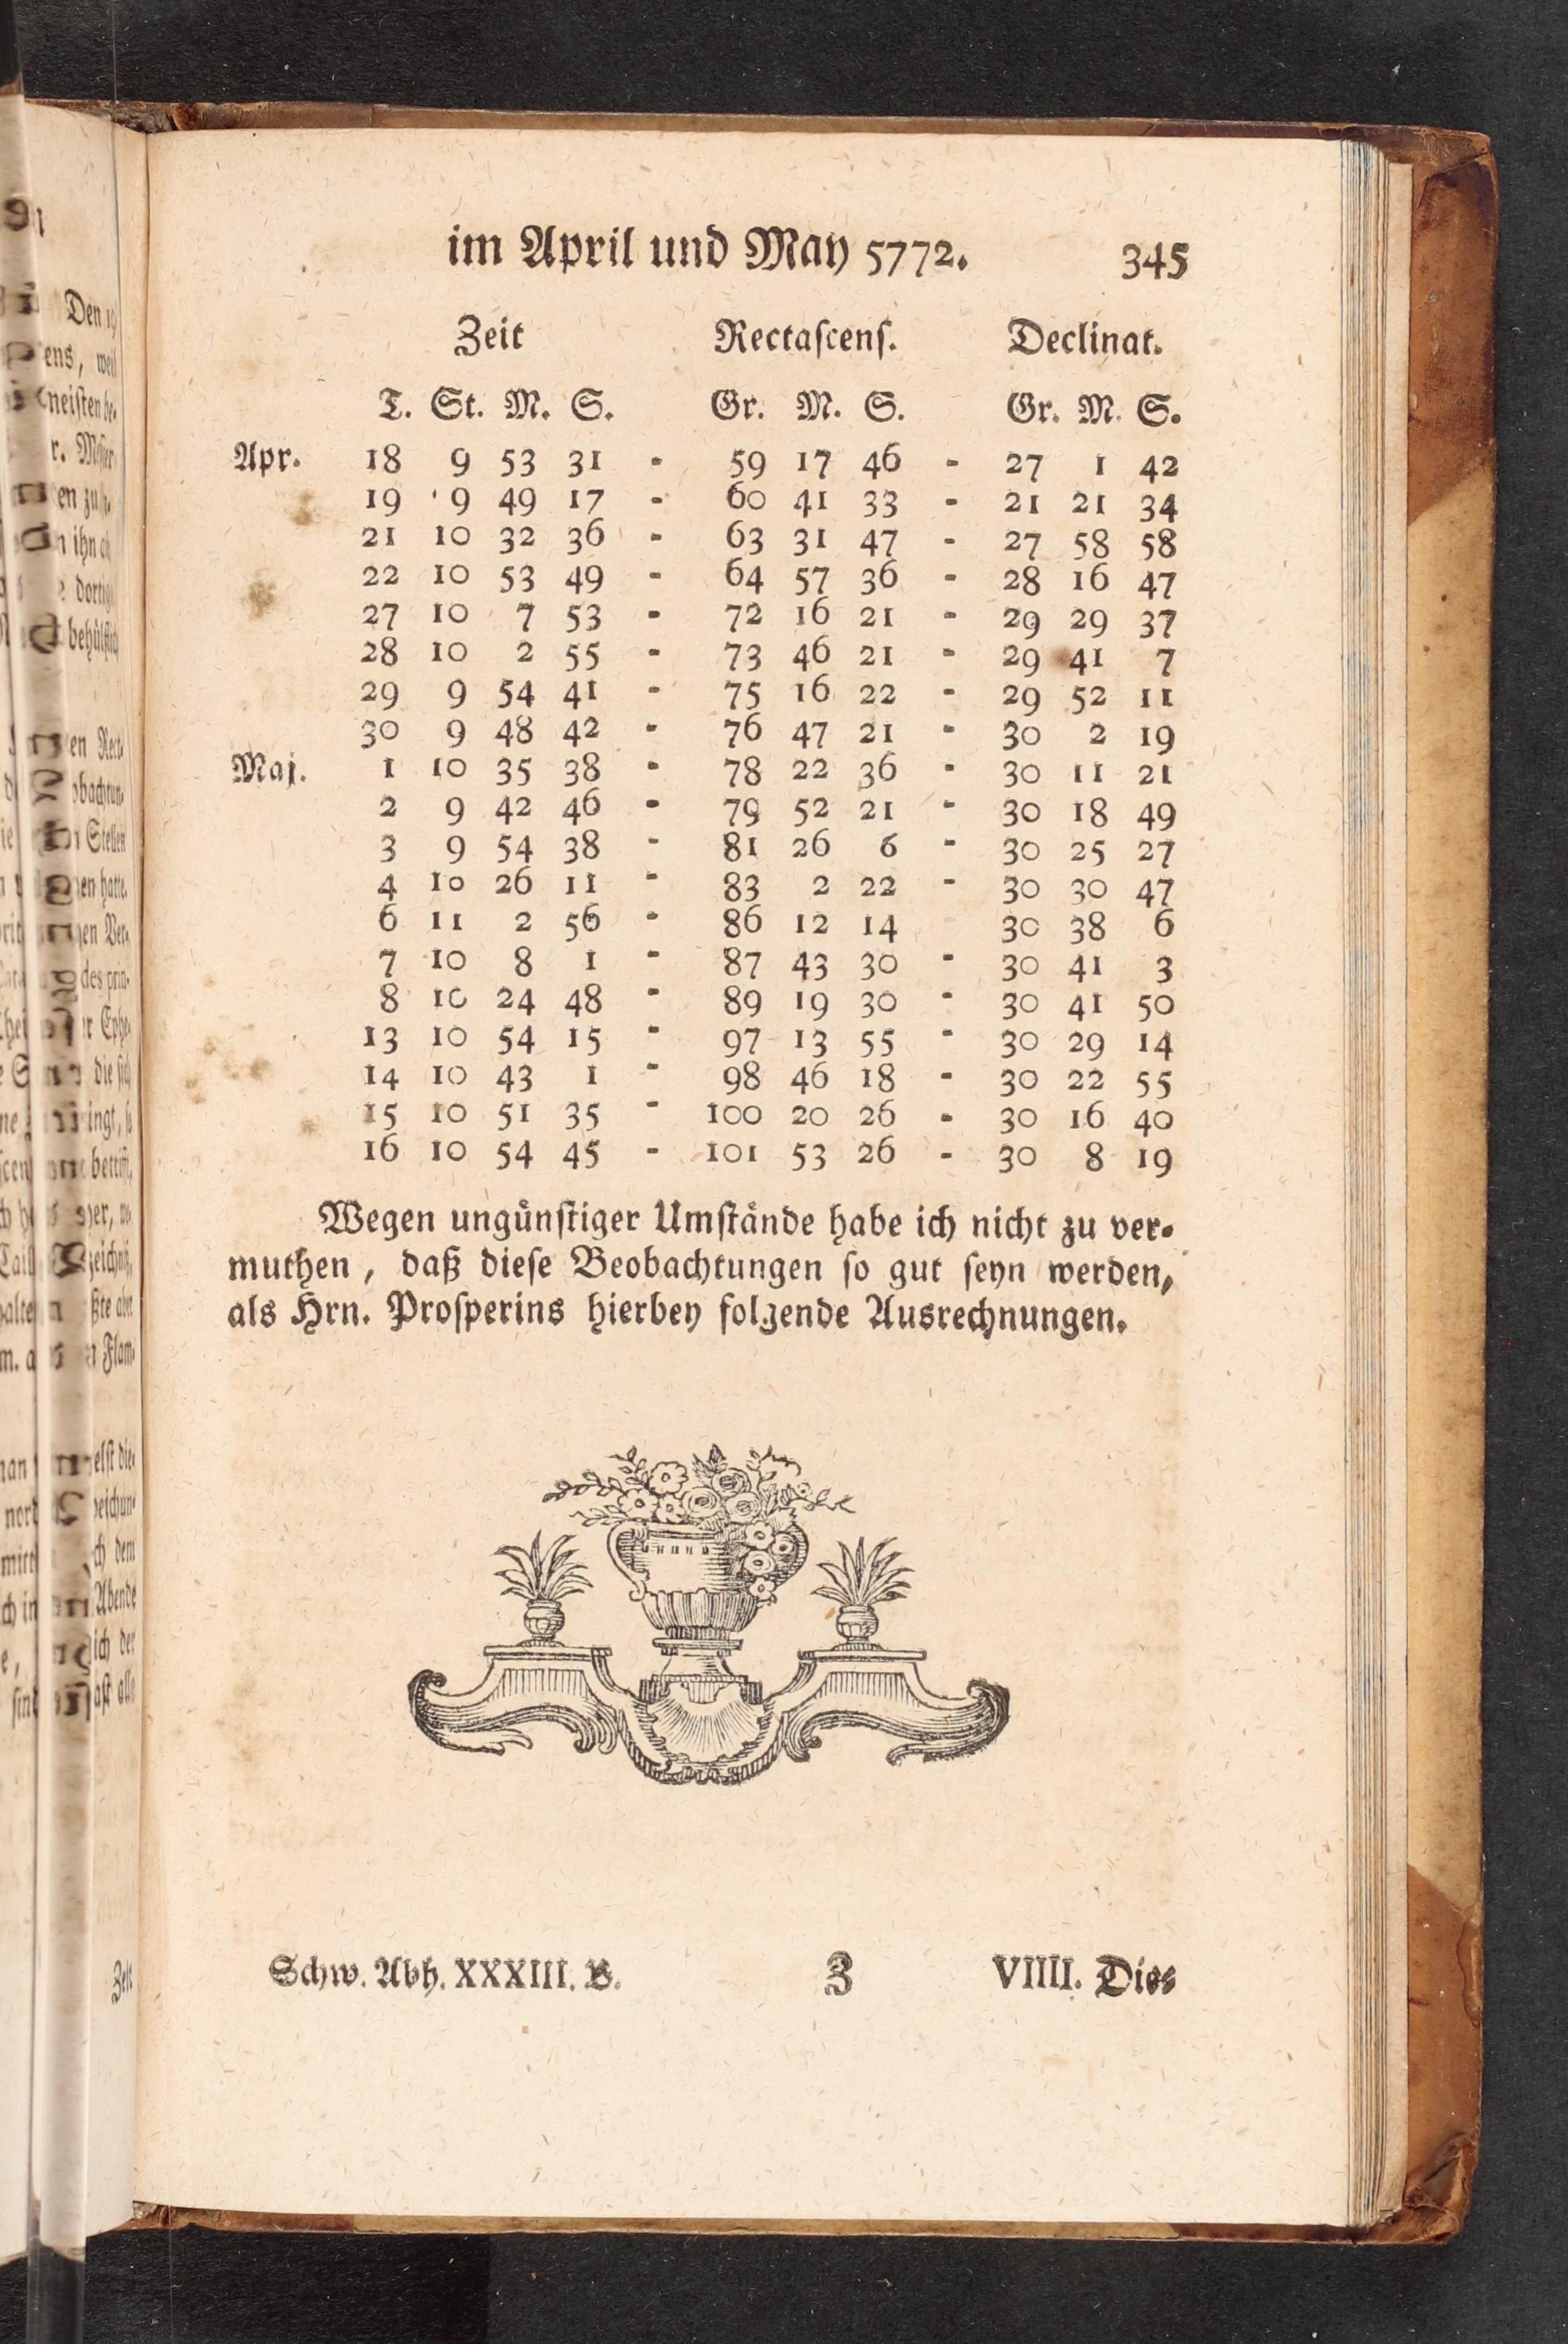 im April und May 5772. 345
Zeit Rectaſcenſ. Declinat.
T. St. M. S. Gr. M. S. Gr. M. S.
Apr. 18 9 53 31 - 59 17 46 - 27 1 42
19 9 49 17 - 60 41 33 - 21 21 34
21 10 32 36 - 63 31 47 - 27 58 58
22 10 53 49 - 64 57 36 - 28 16 47
27 10 7 53 - 72 16 21 - 29 29 37
28 10 2 55 - 73 46 21 - 29 41 7
29 9 54 41 - 75 16 22 - 29 52 11
30 9 48 42 - 76 47 21 - 30 2 19
Maj. 1 10 35 38 - 78 22 36 - 30 11 21
2 9 42 46 - 79 52 21 - 30 18 49
3 9 54 38 - 81 26 6 - 30 25 27
4 10 26 11 - 83 2 22 - 30 30 47
6 11 2 56 - 86 12 14 30 38 6
7 10 8 1 - 87 43 30 - 30 41 3
8 10 24 48 - 89 19 30 - 30 41 50
13 10 54 15 - 97 13 55 - 30 29 14
14 10 43 1 - 98 46 18 - 30 22 55
15 10 51 35 - 100 20 26 - 30 16 40
16 10 54 45 - 101 53 26 - 30 8 19
Wegen ungünſtiger Umſtände habe ich nicht zu ver-
muthen, daß dieſe Beobachtungen ſo gut ſeyn werden,
als Hrn. Proſperins hierbey folgende Ausrechnungen.
Schw. Abh. XXXIII. B. Z VIIII. Die-